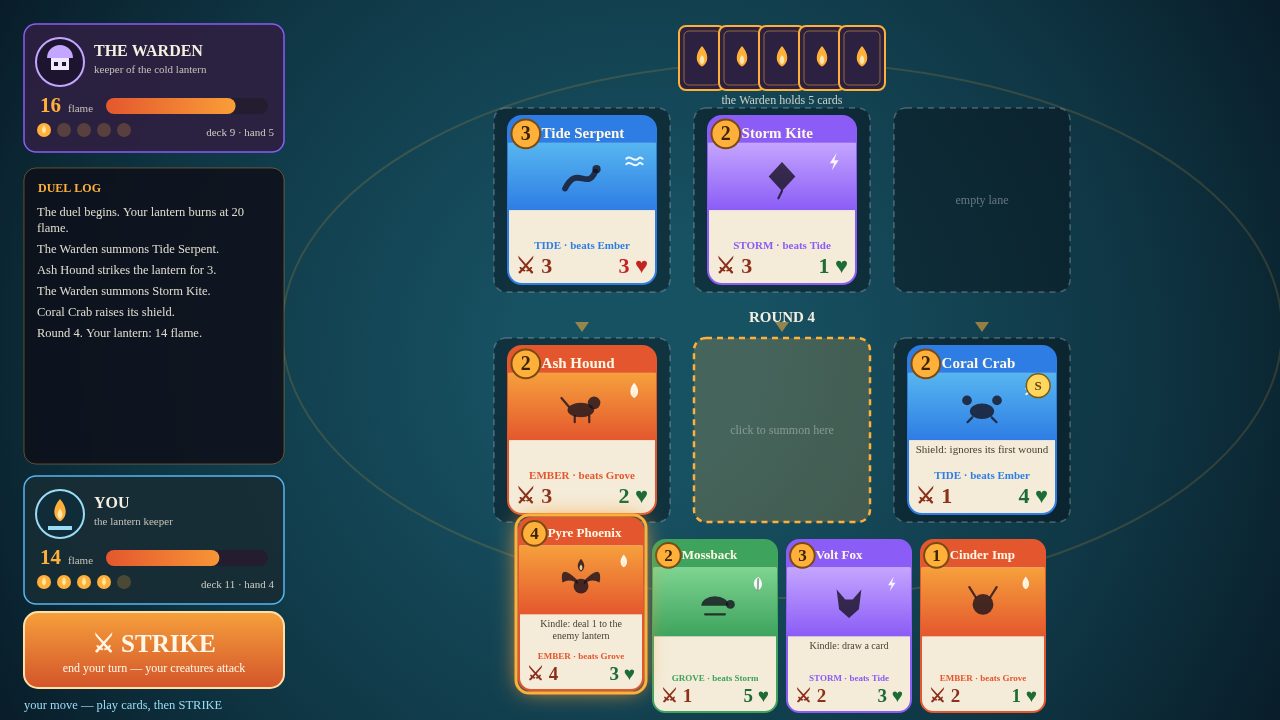 THE WARDEN
keeper of the cold lantern
16 flame
deck 9 · hand 5
DUEL LOG
The duel begins. Your lantern burns at 20
flame.
The Warden summons Tide Serpent.
Ash Hound strikes the lantern for 3.
The Warden summons Storm Kite.
Coral Crab raises its shield.
Round 4. Your lantern: 14 flame.
YOU
the lantern keeper
14 flame
deck 11 · hand 4
⚔ STRIKE
end your turn — your creatures attack
your move — play cards, then STRIKE
the Warden holds 5 cards
3 Tide Serpent
TIDE · beats Ember
⚔ 3 3 ♥
2 Storm Kite
STORM · beats Tide
⚔ 3 1 ♥
empty lane
ROUND 4
2 Ash Hound
EMBER · beats Grove
⚔ 3 2 ♥
click to summon here
2 Coral Crab
S
Shield: ignores its first wound
TIDE · beats Ember
⚔ 1 4 ♥
4 Pyre Phoenix
Kindle: deal 1 to the
enemy lantern
EMBER · beats Grove
⚔ 4 3 ♥
2 Mossback
GROVE · beats Storm
⚔ 1 5 ♥
3 Volt Fox
Kindle: draw a card
STORM · beats Tide
⚔ 2 3 ♥
1 Cinder Imp
EMBER · beats Grove
⚔ 2 1 ♥